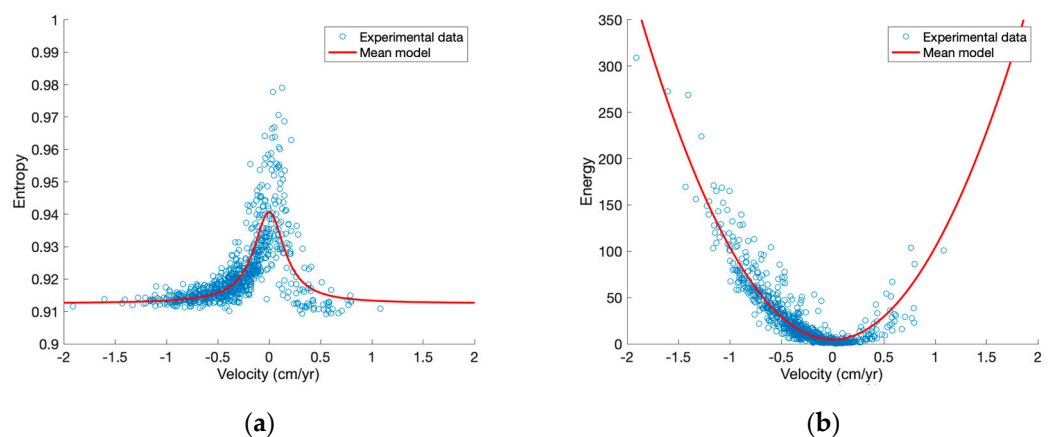 1
0.99
0.98
0.97
0.96
0.95
0.94
0.93
0.92
0.91
0.9
Entropy
-2 -1.5 -1 -0.5 0 0.5 1 1.5 2
Velocity (cm/yr)
Experimental data
Mean model
(a)
350
300
250
200
150
100
50
0
Energy
-2 -1.5 -1 -0.5 0 0.5 1 1.5 2
Velocity (cm/yr)
Experimental data
Mean model
(b)